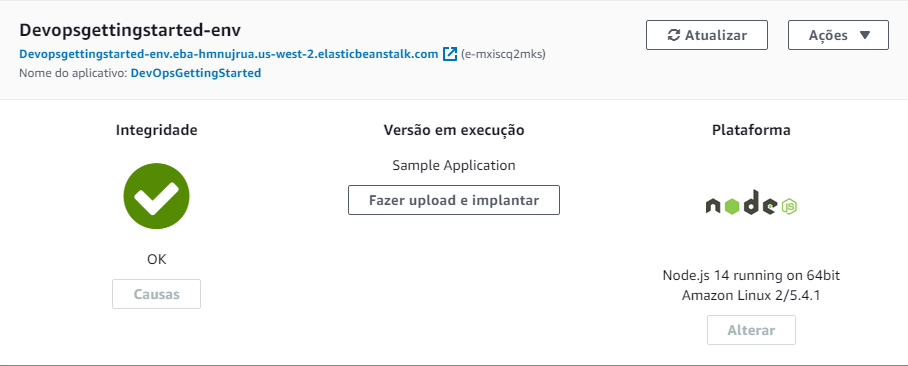 Devopsgettingstarted-env
Devopsgettingstarted-env.eba-hmnujrua.us-west-2.elasticbeanstalk.com (e-mxiscq2mks)
Nome do aplicativo: DevOpsGettingStarted
Atualizar
Ações
Integridade
OK
Causas
Versão em execução
Sample Application
Fazer upload e implantar
Plataforma
node
JS
Node.js 14 running on 64bit
Amazon Linux 2/5.4.1
Alterar